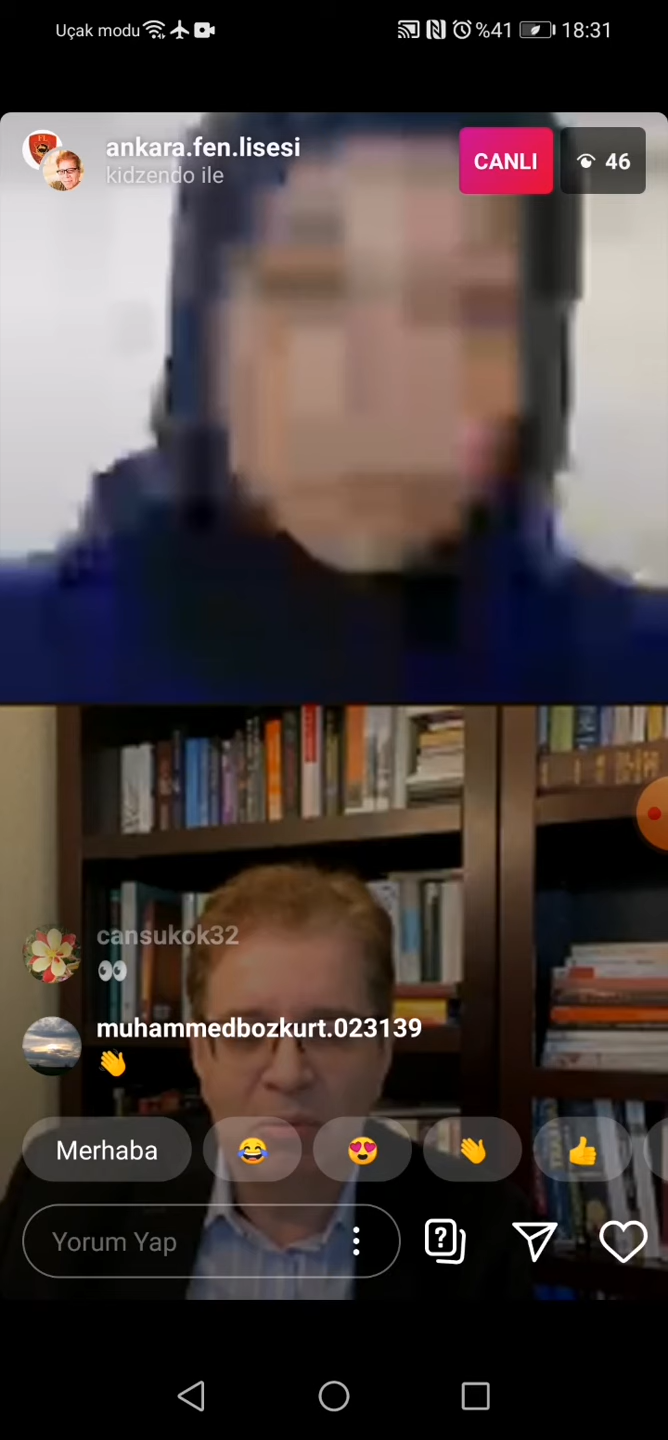 Uçak modu
%41
18:31
ankara.fen.lisesi
kidzendo ile
CANLI
46
cansukok32
👀
muhammedbozkurt.023139
👋
Merhaba 😂 😍 👋 👍
Yorum Yap